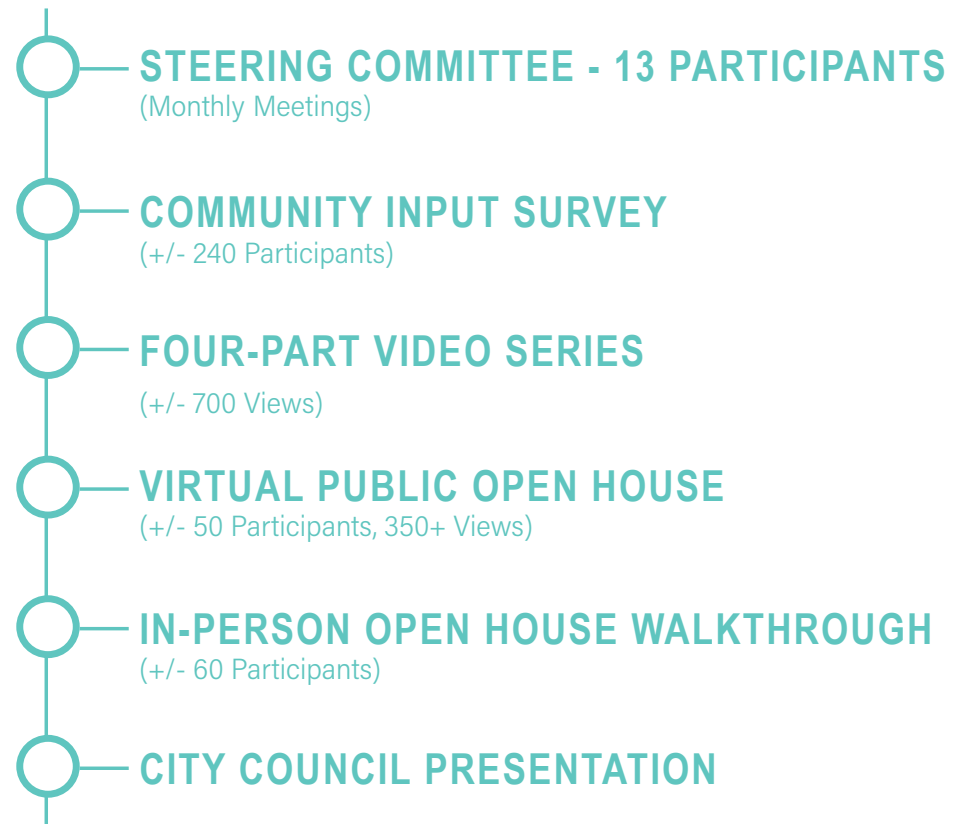 STEERING COMMITTEE - 13 PARTICIPANTS
(Monthly Meetings)
COMMUNITY INPUT SURVEY
(+/- 240 Participants)
FOUR-PART VIDEO SERIES
(+/- 700 Views)
VIRTUAL PUBLIC OPEN HOUSE
(+/- 50 Participants, 350+ Views)
IN-PERSON OPEN HOUSE WALKTHROUGH
(+/- 60 Participants)
CITY COUNCIL PRESENTATION